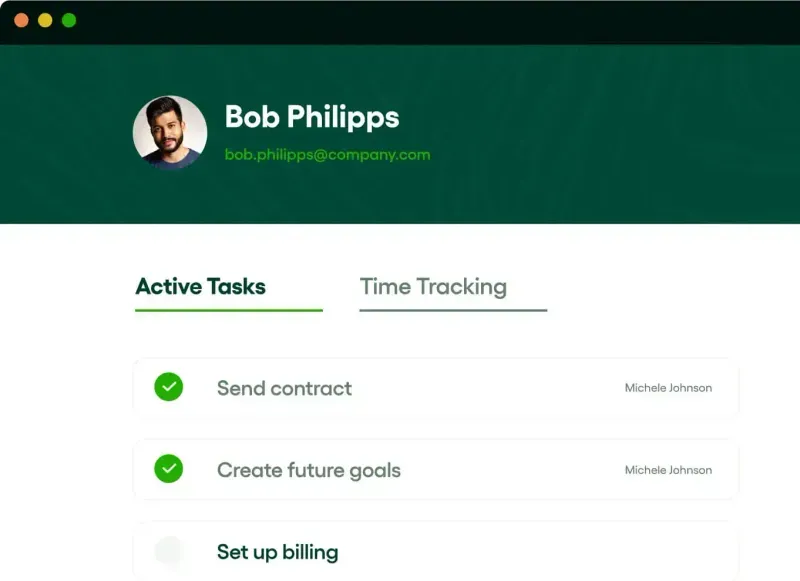 Bob Philipps
bob.philipps@company.com
Active Tasks Time Tracking
Send contract Michele Johnson
Create future goals Michele Johnson
Set up billing